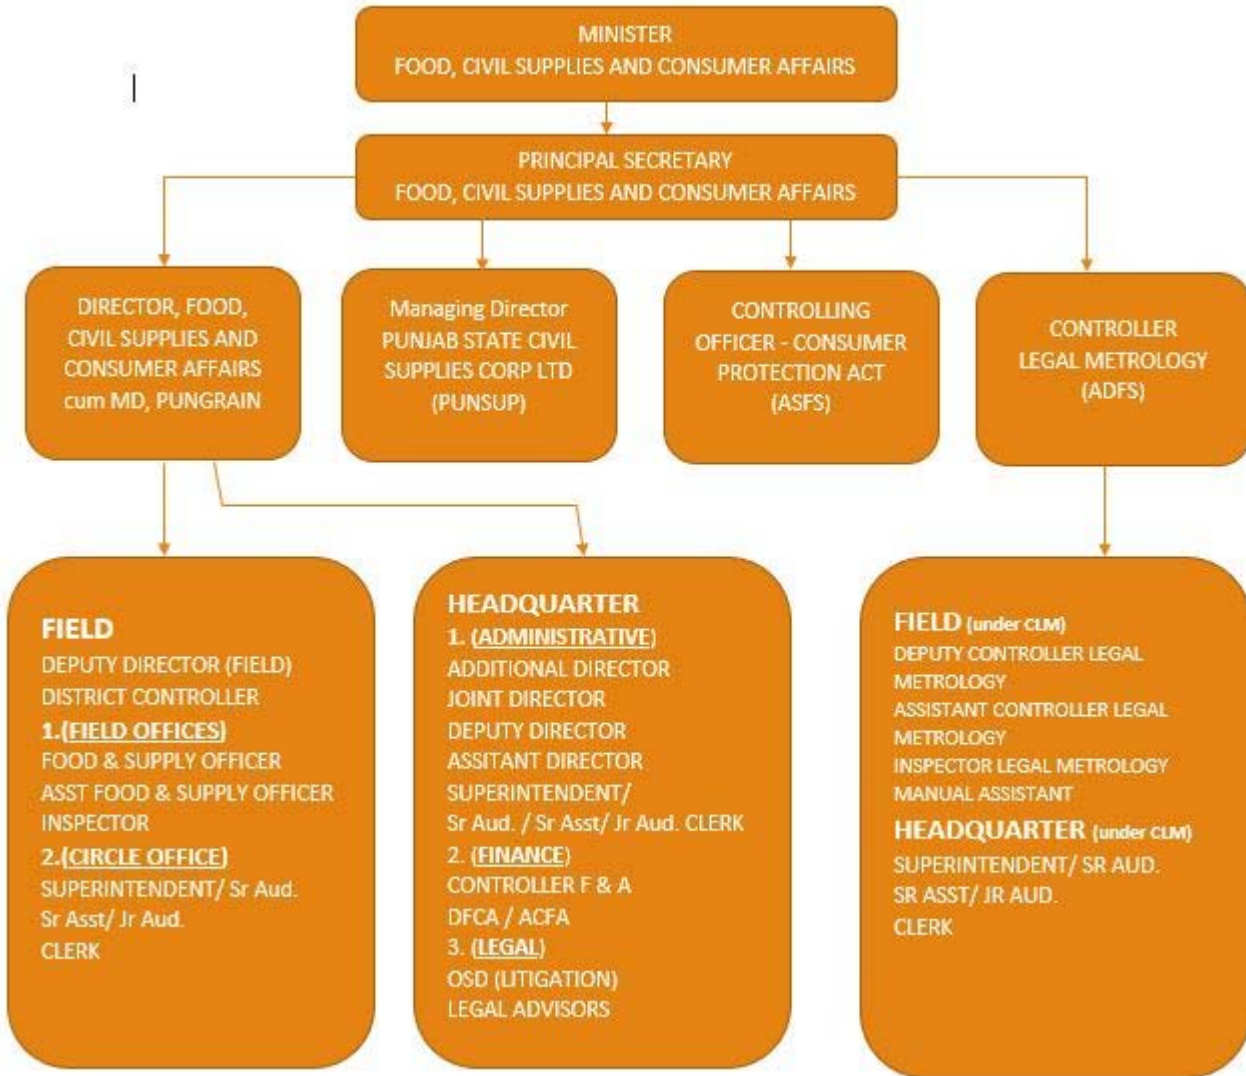 MINISTER
FOOD, CIVIL SUPPLIES AND CONSUMER AFFAIRS
PRINCIPAL SECRETARY
FOOD, CIVIL SUPPLIES AND CONSUMER AFFAIRS
DIRECTOR, FOOD,
CIVIL SUPPLIES AND
CONSUMER AFFAIRS
cum MD, PUNGRAIN
Managing Director
PUNJAB STATE CIVIL
SUPPLIES CORP LTD
(PUNSUP)
CONTROLLING
OFFICER - CONSUMER
PROTECTION ACT
(ASFS)
CONTROLLER
LEGAL METROLOGY
(ADFS)
FIELD
DEPUTY DIRECTOR (FIELD)
DISTRICT CONTROLLER
1.(FIELD OFFICES)
FOOD & SUPPLY OFFICER
ASST FOOD & SUPPLY OFFICER
INSPECTOR
2.(CIRCLE OFFICE)
SUPERINTENDENT/ Sr Aud.
Sr Asst/ Jr Aud.
CLERK
HEADQUARTER
1. (ADMINISTRATIVE)
ADDITIONAL DIRECTOR
JOINT DIRECTOR
DEPUTY DIRECTOR
ASSITANT DIRECTOR
SUPERINTENDENT/
Sr Aud. / Sr Asst/ Jr Aud. CLERK
2. (FINANCE)
CONTROLLER F & A
DFCA / ACFA
3. (LEGAL)
OSD (LITIGATION)
LEGAL ADVISORS
FIELD (under CLM)
DEPUTY CONTROLLER LEGAL
METROLOGY
ASSISTANT CONTROLLER LEGAL
METROLOGY
INSPECTOR LEGAL METROLOGY
MANUAL ASSISTANT
HEADQUARTER (under CLM)
SUPERINTENDENT/ SR AUD.
SR ASST/ JR AUD.
CLERK